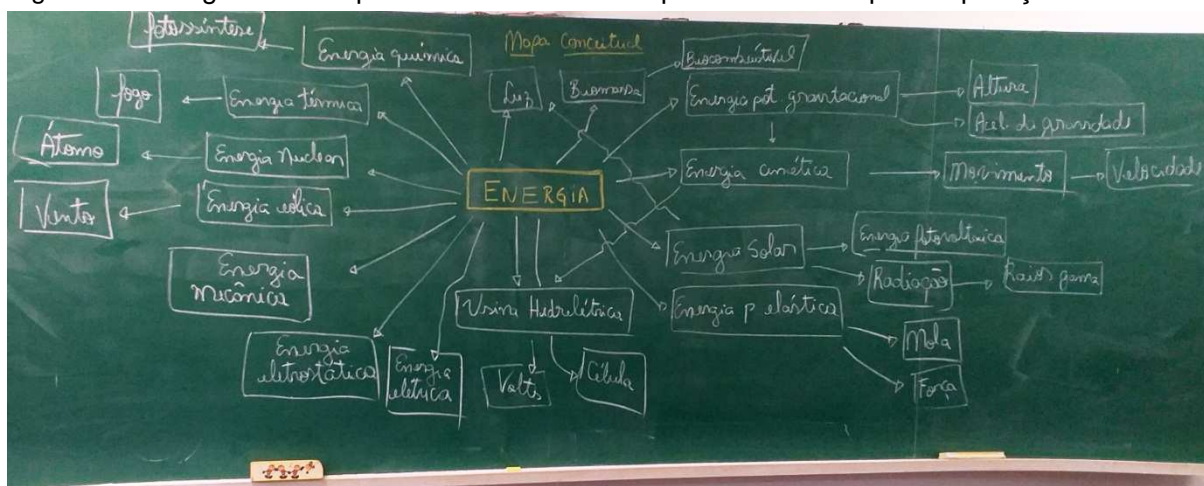 Mapa Conceitual
fotossíntese
Energia química
fogo
Energia térmica
Átomo
Energia Nuclear
Ventos
Energia eólica
Energia
mecânica
Energia
eletrostática
Energia
elétrica
ENERGIA
Luz
Biomassa
Biocombustível
Energia pot gravitacional
Altura
Acel. da gravidade
Energia cinética
Movimento
Velocidade
Energia Solar
Energia fotovoltaica
Radiação
Raios gama
Energia p elástica
Mola
Força
Usina Hidrelétrica
Volts
Célula